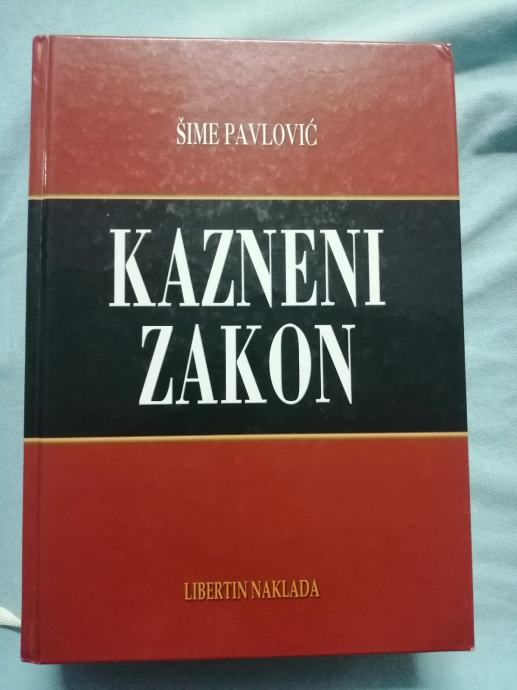 ŠIME PAVLOVIĆ
KAZNENI
ZAKON
LIBERTIN NAKLADA